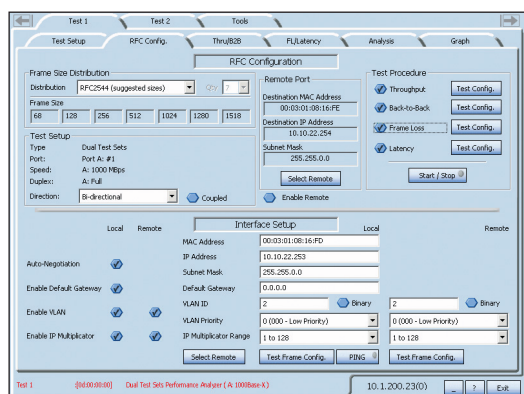 Test 1 Test 2 Tools
Test Setup RFC Config. Thru/B2B FL/Latency Analysis Graph
RFC Configuration
Frame Size Distribution
Distribution RFC2544 (suggested sizes) Qty ?
Frame Size
68 128 256 512 1024 1280 1518
Remote Port
Destination MAC Address
00:03:01:08:16:FE
Destination IP Address
10.10.22.254
Subnet Mask
255.255.0.0
Select Remote
Enable Remote
Test Procedure
Throughput Test Config.
Back-to-Back Test Config.
Frame Loss Test Config.
Latency Test Config.
Start / Stop
Test Setup
Type Dual Test Sets
Port: Port A: #1
Speed: A: 1000 MBps
Duplex: A: Full
Direction: Bi-directional Coupled
Interface Setup
Local Remote Local Remote
MAC Address 00:03:01:08:16:FD
IP Address 10.10.22.253
Auto-Negotiation
Subnet Mask 255.255.0.0
Enable Default Gateway Default Gateway 0.0.0.0
VLAN ID 2 Binary 2 Binary
Enable VLAN
VLAN Priority 0 (000 - Low Priority) 0 (000 - Low Priority)
Enable IP Multiplicator IP Multiplicator Range 1 to 128 1 to 128
Select Remote Test Frame Config. PING Test Frame Config.
Test 1 :[0d:00:00:00] Dual Test Sets Performance Analyzer ( A: 1000Base-X ) 10.1.200.23(0) _ ? Exit